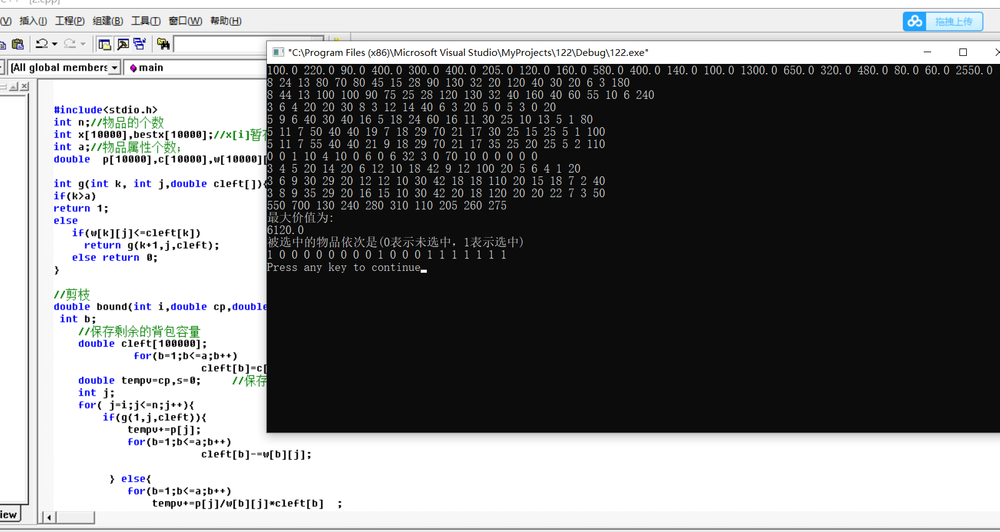 (V) 插入(I) 工程(P) 组建(B) 工具(T) 窗口(W) 帮助(H)
拖拽上传
(All global members
main
"C:\Program Files (x86)\Microsoft Visual Studio\MyProjects\122\Debug\122.exe"
100.0 220.0 90.0 400.0 300.0 400.0 205.0 120.0 160.0 580.0 400.0 140.0 100.0 1300.0 650.0 320.0 480.0 80.0 60.0 2550.0
8 24 13 80 70 80 45 15 28 90 130 32 20 120 40 30 20 6 3 180
8 44 13 100 100 90 75 25 28 120 130 32 40 160 40 60 55 10 6 240
3 6 4 20 20 30 8 3 12 14 40 6 3 20 5 0 5 3 0 20
5 9 6 40 30 40 16 5 18 24 60 16 11 30 25 10 13 5 1 80
5 11 7 50 40 40 19 7 18 29 70 21 17 30 25 15 25 5 1 100
5 11 7 55 40 40 21 9 18 29 70 21 17 35 25 20 25 5 2 110
0 0 1 10 4 10 0 6 0 6 32 3 0 70 10 0 0 0 0 0
3 4 5 20 14 20 6 12 10 18 42 9 12 100 20 5 6 4 1 20
3 6 9 30 29 20 12 12 10 30 42 18 18 110 20 15 18 7 2 40
3 8 9 35 29 20 16 15 10 30 42 20 18 120 20 20 22 7 3 50
550 700 130 240 280 310 110 205 260 275
最大价值为:
6120.0
被选中的物品依次是(0表示未选中，1表示选中)
1 0 0 0 0 0 0 0 0 1 0 0 0 1 1 1 1 1 1 1
Press any key to continue
#include<stdio.h>
int n;//物品的个数
int x[10000],bestx[10000];//x[i]暂
int a;//物品属性个数;
double  p[10000],c[10000],w[10000][
int g(int k, int j,double cleft[]){
if(k>a)
return 1;
else
if(w[k][j]<=cleft[k])
return g(k+1,j,cleft);
else return 0;
}
//剪枝
double bound(int i,double cp,double
int b;
//保存剩余的背包容量
double cleft[100000];
for(b=1;b<=a;b++)
cleft[b]=c[
double tempv=cp,s=0;     //保存
int j;
for( j=i;j<=n;j++){
if(g(1,j,cleft)){
tempv+=p[j];
for(b=1;b<=a;b++)
cleft[b]-=w[b][j];
} else{
for(b=1;b<=a;b++)
tempv+=p[j]/w[b][j]*cleft[b]  ;
iew